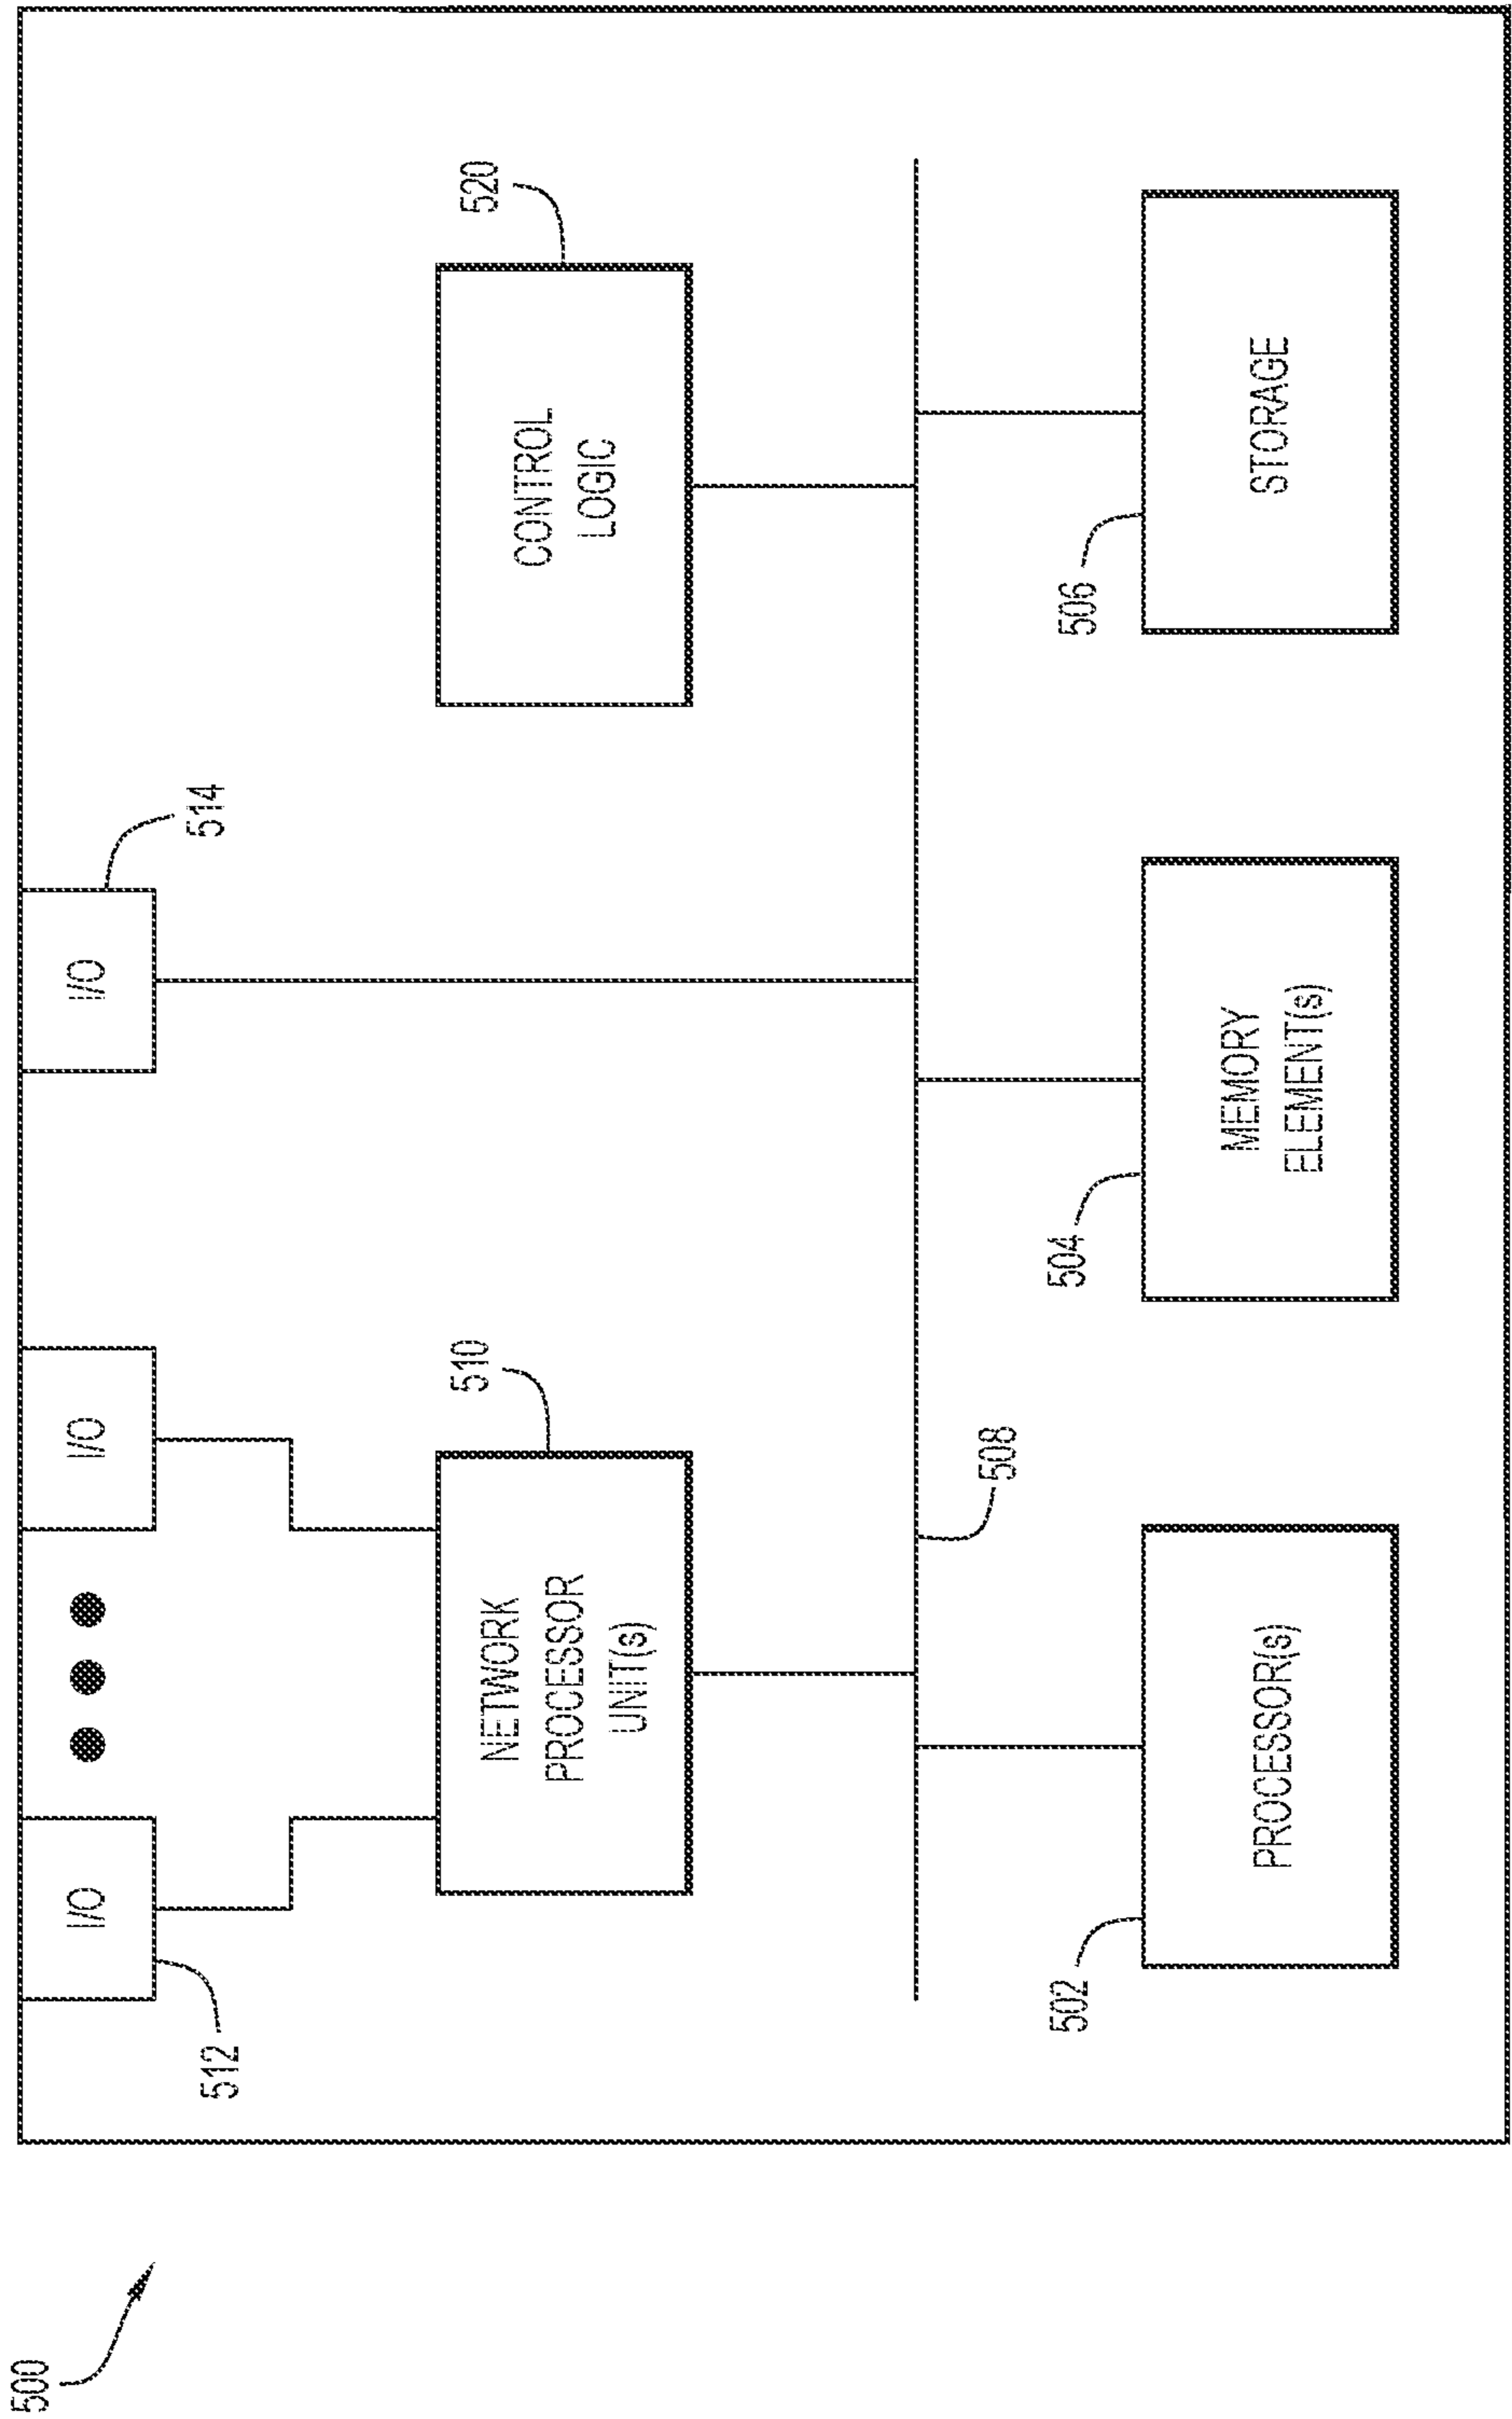 500
512
I/O
I/O
I/O
514
510
NETWORK
PROCESSOR
UNIT(s)
520
CONTROL
LOGIC
508
502
PROCESSOR(s)
504
MEMORY
ELEMENT(s)
506
STORAGE